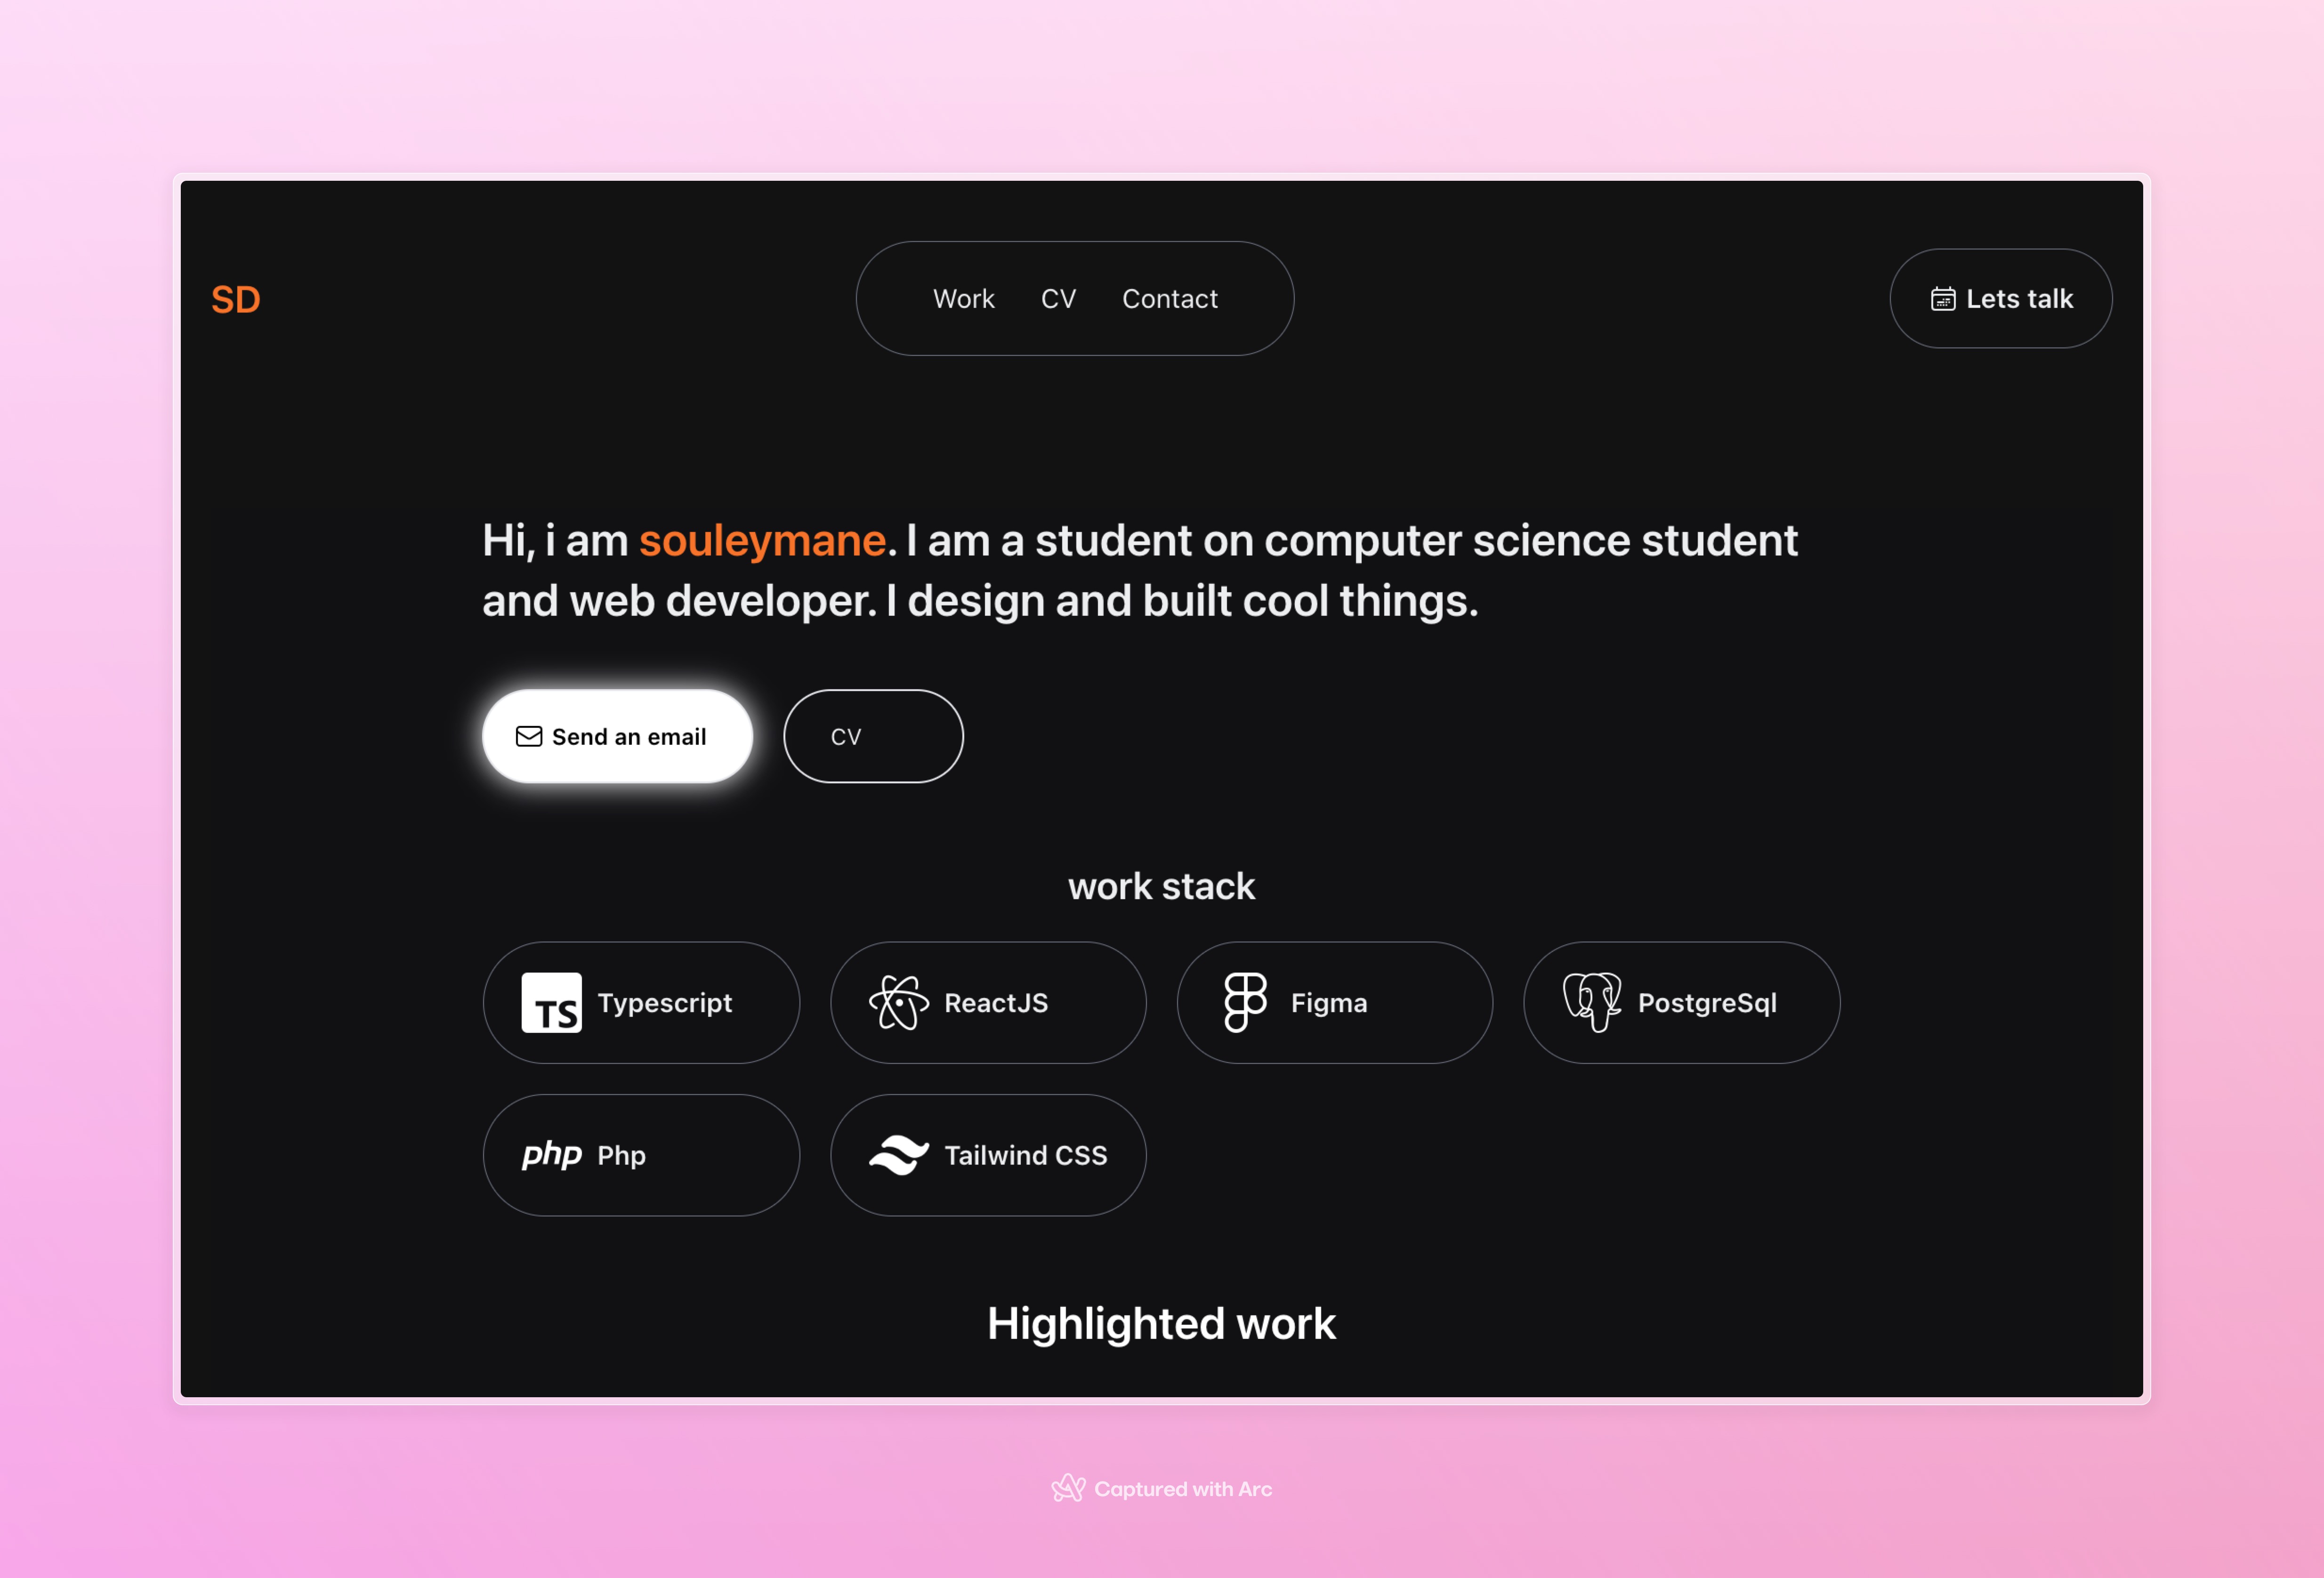 SD
Work CV Contact
Lets talk
Hi, i am souleymane. I am a student on computer science student
and web developer. I design and built cool things.
Send an email
CV
work stack
TS Typescript
ReactJS
Figma
PostgreSql
php Php
Tailwind CSS
Highlighted work
Captured with Arc